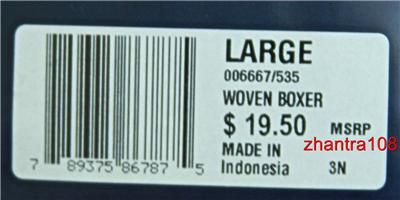 LARGE
006667/535
WOVEN BOXER
$ 19.50 MSRP
zhantra108
MADE IN
Indonesia 3N
7 89375 86787 5